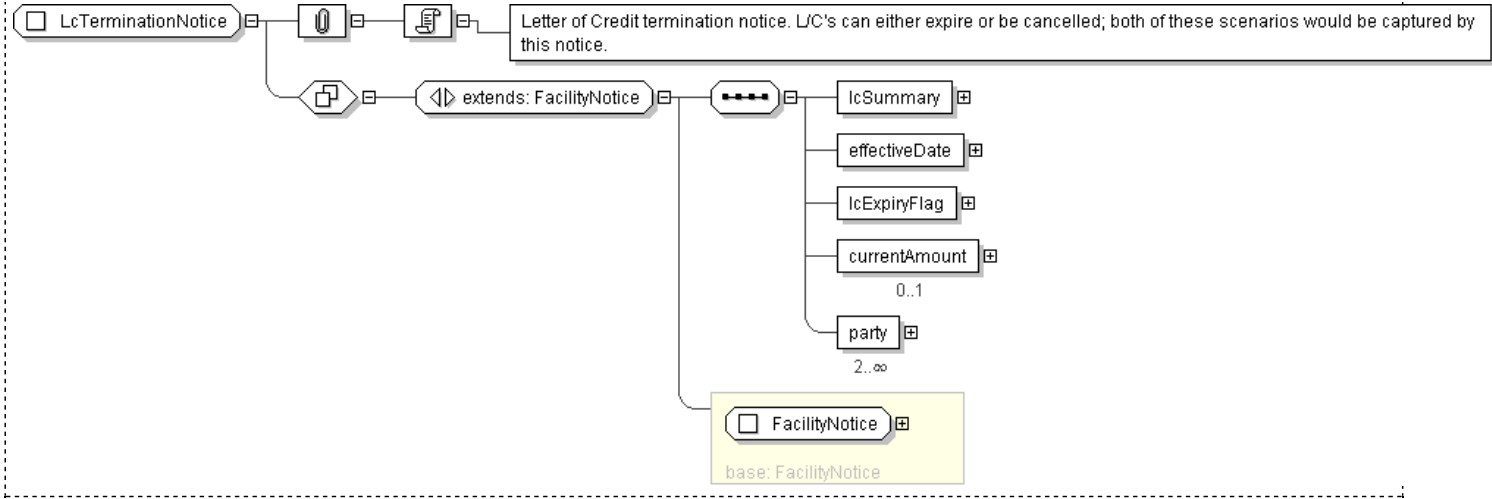 LcTerminationNotice
Letter of Credit termination notice. L/C's can either expire or be cancelled; both of these scenarios would be captured by
this notice.
extends: FacilityNotice
lcSummary
effectiveDate
lcExpiryFlag
currentAmount
0..1
party
2..∞
FacilityNotice
base: FacilityNotice